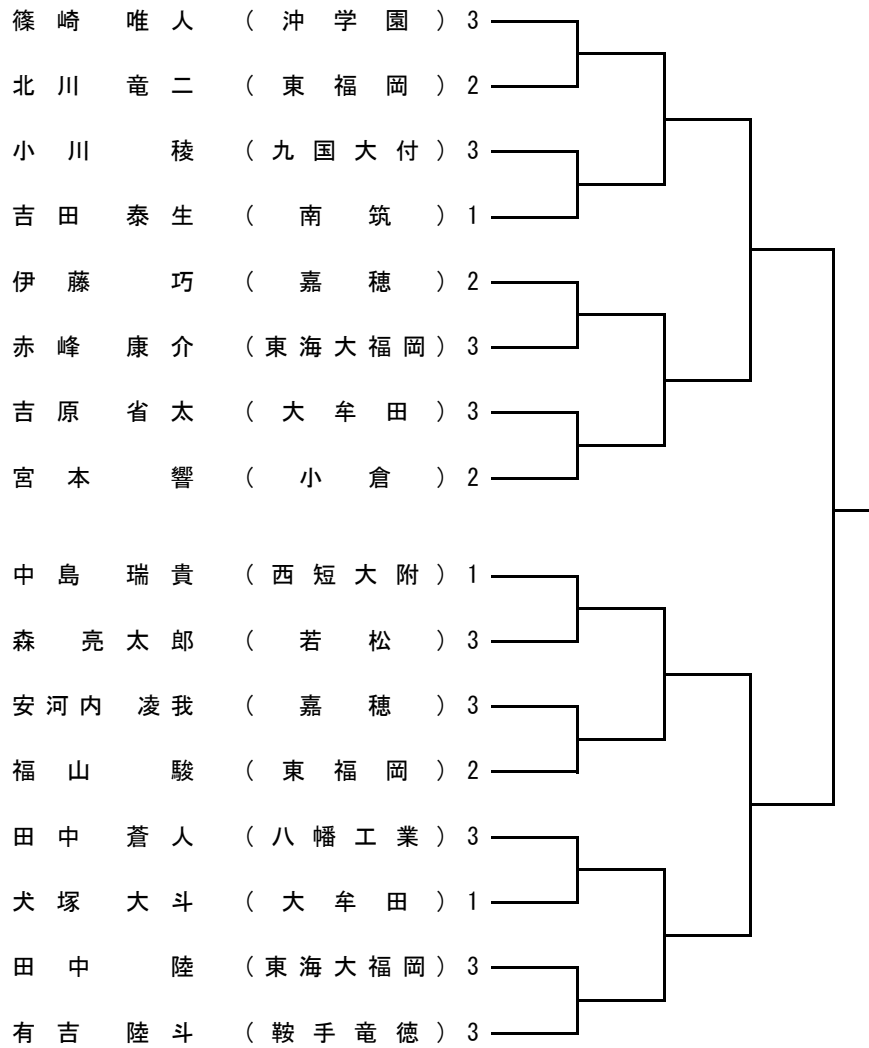 篠崎 唯人 (沖学園) 3
北川 竜二 (東福岡) 2
小川 稜 (九国大付) 3
吉田 泰生 (南筑) 1
伊藤 巧 (嘉穂) 2
赤峰 康介 (東海大福岡) 3
吉原 省太 (大牟田) 3
宮本 響 (小倉) 2
中島 瑞貴 (西短大附) 1
森 亮太郎 (若松) 3
安河内 凌我 (嘉穂) 3
福山 駿 (東福岡) 2
田中 蒼人 (八幡工業) 3
犬塚 大斗 (大牟田) 1
田中 陸 (東海大福岡) 3
有吉 陸斗 (鞍手竜徳) 3